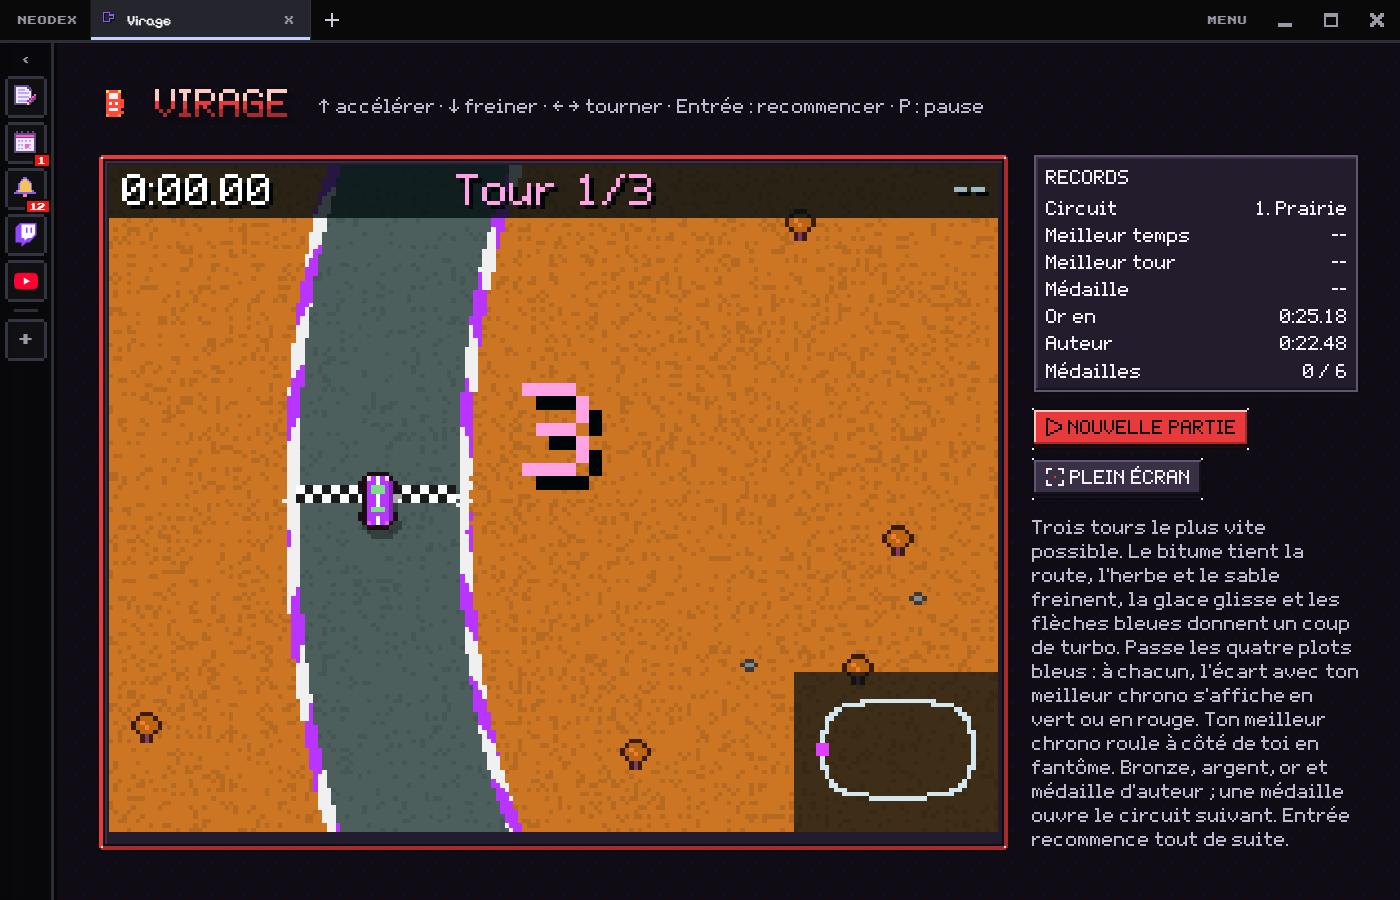 NEODEX
Virage
MENU
1
12
VIRAGE
↑ accélérer · ↓ freiner · ← → tourner · Entrée : recommencer · P : pause
0:00.00
Tour 1/3
--
3
RECORDS
Circuit 1. Prairie
Meilleur temps --
Meilleur tour --
Médaille --
Or en 0:25.18
Auteur 0:22.48
Médailles 0 / 6
NOUVELLE PARTIE
PLEIN ÉCRAN
Trois tours le plus vite
possible. Le bitume tient la
route, l'herbe et le sable
freinent, la glace glisse et les
flèches bleues donnent un coup
de turbo. Passe les quatre plots
bleus : à chacun, l'écart avec ton
meilleur chrono s'affiche en
vert ou en rouge. Ton meilleur
chrono roule à côté de toi en
fantôme. Bronze, argent, or et
médaille d'auteur ; une médaille
ouvre le circuit suivant. Entrée
recommence tout de suite.